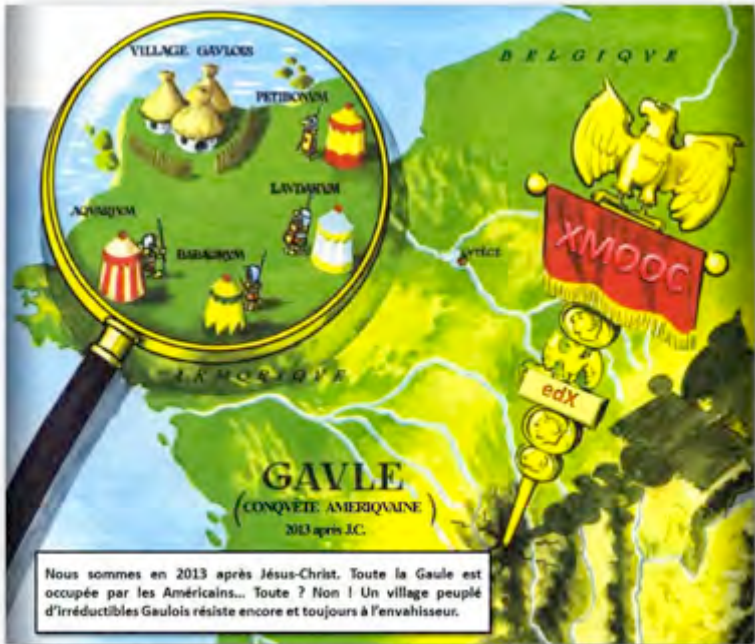 VILLAGE GAVLOIS
BELGIQVE
PETIBONVM
LAVDANVM
AQVARIVM
BABAORVM
XMOOC
ARMORIQVE
edX
GAVLE
(CONQVÊTE AMERIQVAINE)
2013 après J.C.
Nous sommes en 2013 après Jésus-Christ. Toute la Gaule est
occupée par les Américains... Toute ? Non ! Un village peuplé
d'irréductibles Gaulois résiste encore et toujours à l'envahisseur.